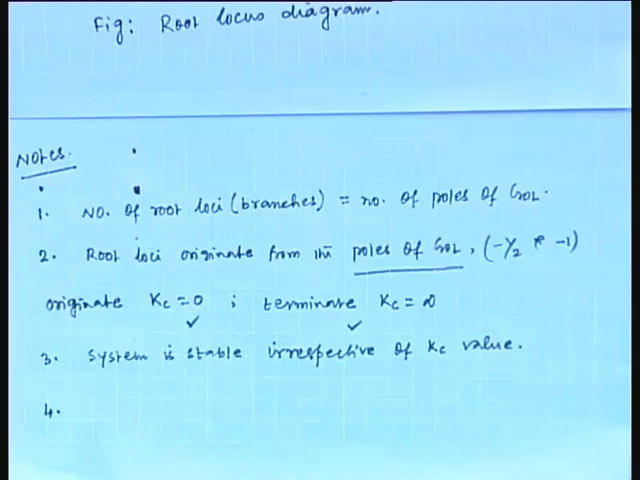 Fig: Root locus diagram.
Notes.
1. No. of root loci (branches) = no. of poles of GOL.
2. Root loci originate from the poles of GOL, (-1/2 & -1)
originate Kc = 0 ; terminate Kc = ∞
3. System is stable irrespective of Kc value.
4.